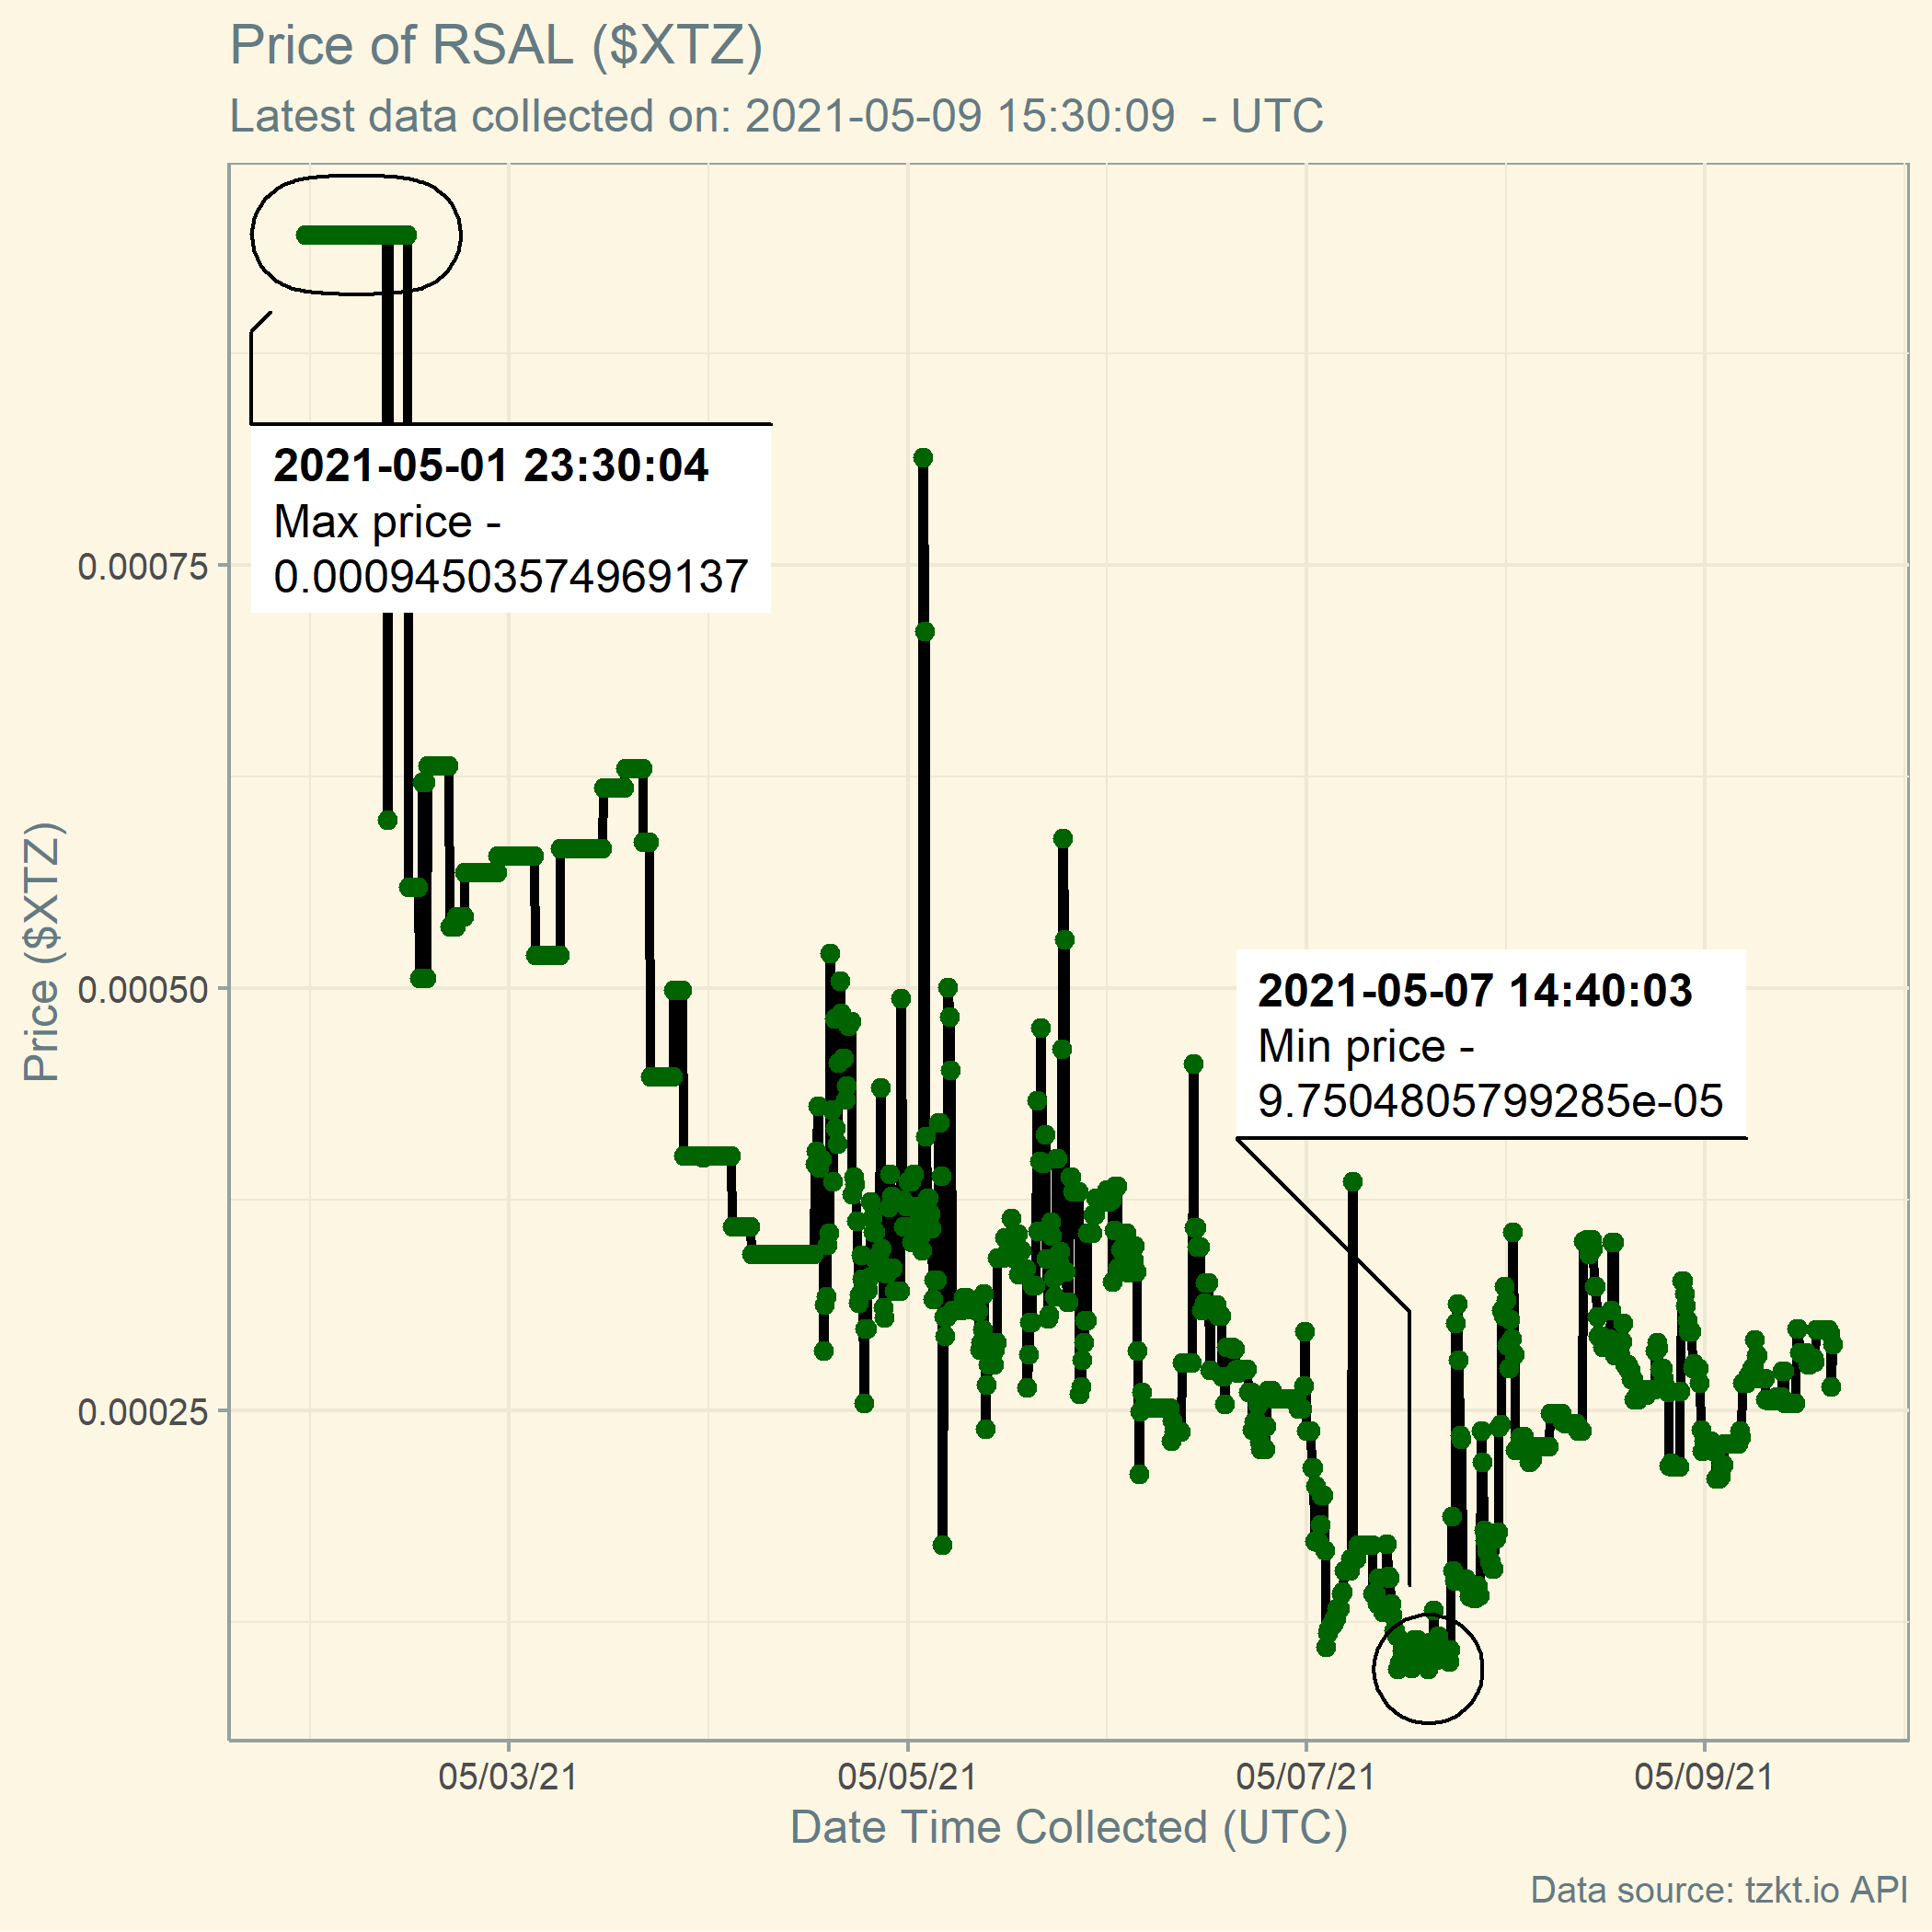 Price of RSAL ($XTZ)
Latest data collected on: 2021-05-09 15:30:09  - UTC
2021-05-01 23:30:04
Max price -
0.00094503574969137
0.00075
0.00050
0.00025
Price ($XTZ)
2021-05-07 14:40:03
Min price -
9.7504805799285e-05
05/03/21
05/05/21
05/07/21
05/09/21
Date Time Collected (UTC)
Data source: tzkt.io API